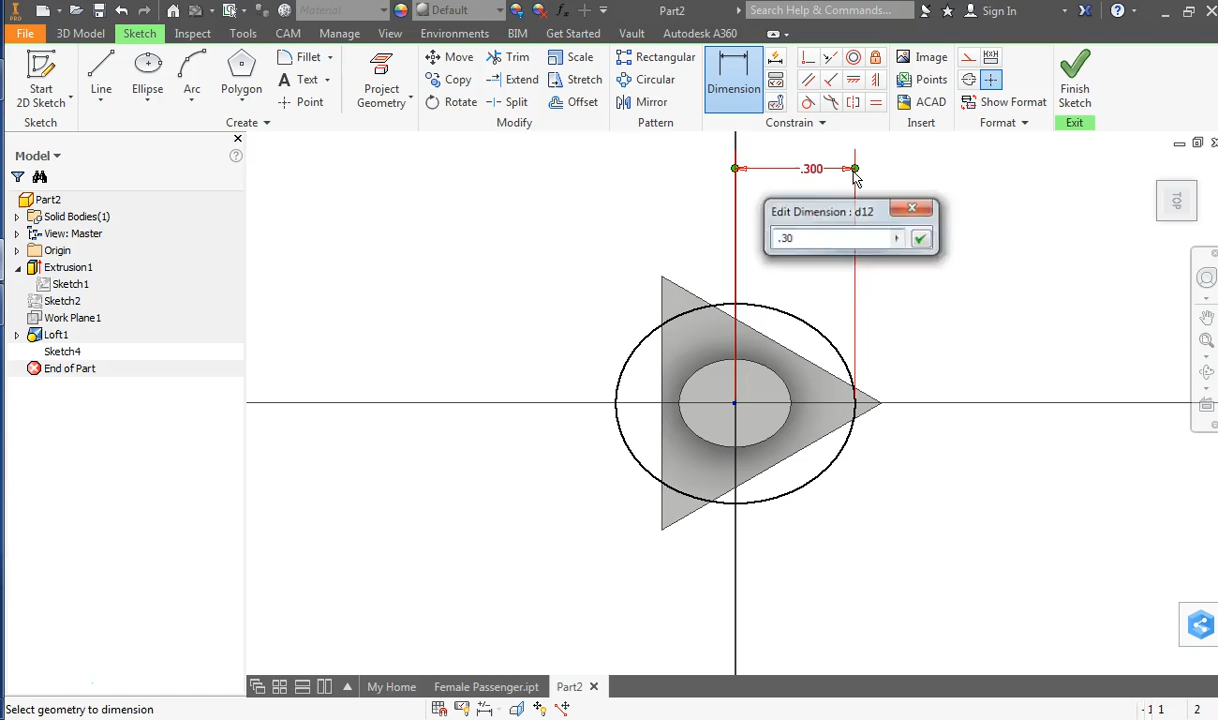 PRO
Material
Default
fx
Part2
Search Help & Commands...
Sign In
File
3D Model
Sketch
Inspect
Tools
CAM
Manage
View
Environments
BIM
Get Started
Vault
Autodesk A360
Start
2D Sketch
Line
Ellipse
Arc
Polygon
Fillet
Text
Point
Project
Geometry
Move
Copy
Rotate
Trim
Extend
Split
Scale
Stretch
Offset
Rectangular
Circular
Mirror
Dimension
Image
Points
ACAD
Show Format
Finish
Sketch
Sketch
Create
Modify
Pattern
Constrain
Insert
Format
Exit
Model
Part2
Solid Bodies(1)
View: Master
Origin
Extrusion1
Sketch1
Sketch2
Work Plane1
Loft1
Sketch4
End of Part
.300
Edit Dimension : d12
.30
TOP
My Home
Female Passenger.ipt
Part2
Select geometry to dimension
1 1
2